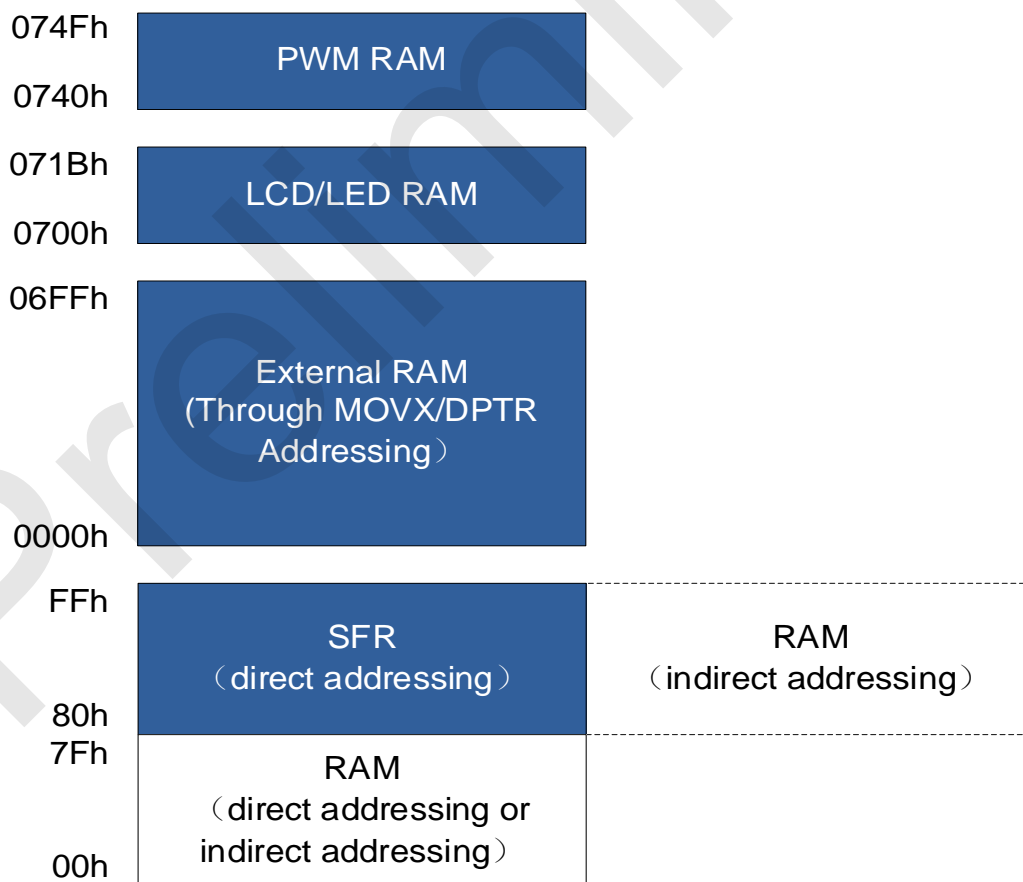 074Fh
PWM RAM
0740h
071Bh
LCD/LED RAM
0700h
06FFh
External RAM
(Through MOVX/DPTR
Addressing）
0000h
FFh
SFR
（direct addressing）
RAM
（indirect addressing）
80h
7Fh
RAM
（direct addressing or
indirect addressing）
00h